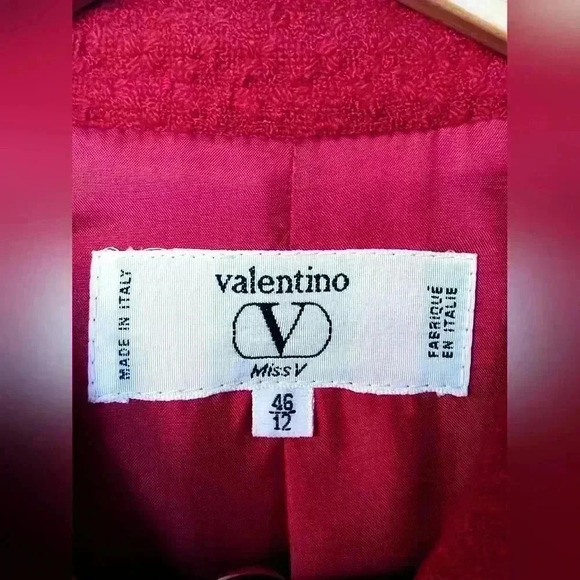 MADE IN ITALY
valentino
V
Miss V
FABRIQUÉ
EN ITALIE
46
12